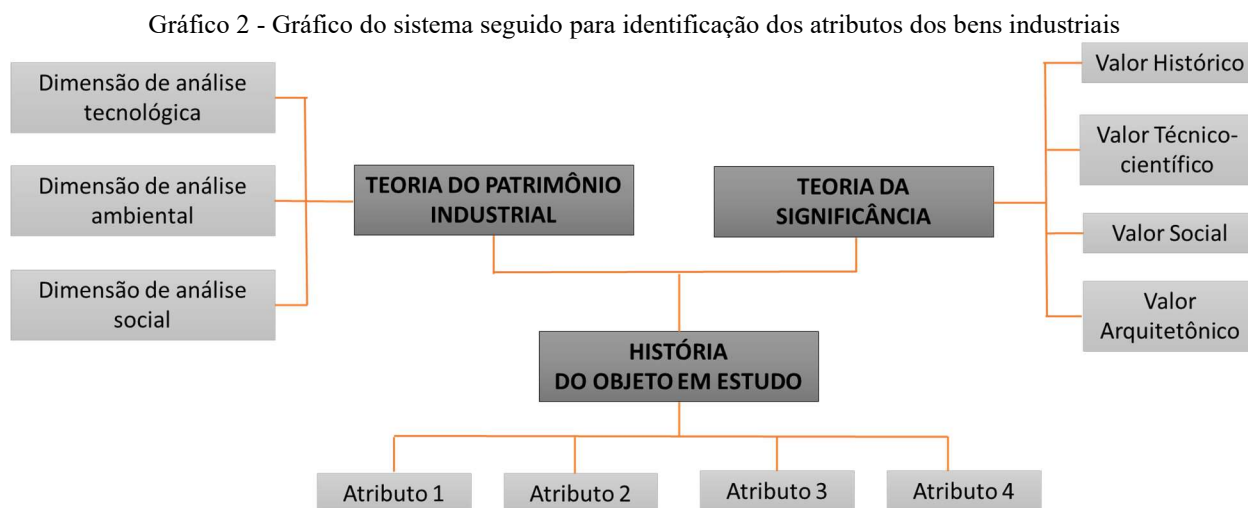 Gráfico 2 - Gráfico do sistema seguido para identificação dos atributos dos bens industriais
Dimensão de análise
tecnológica
Dimensão de análise
ambiental
Dimensão de análise
social
TEORIA DO PATRIMÔNIO
INDUSTRIAL
TEORIA DA
SIGNIFICÂNCIA
Valor Histórico
Valor Técnico-
científico
Valor Social
Valor
Arquitetônico
HISTÓRIA
DO OBJETO EM ESTUDO
Atributo 1
Atributo 2
Atributo 3
Atributo 4